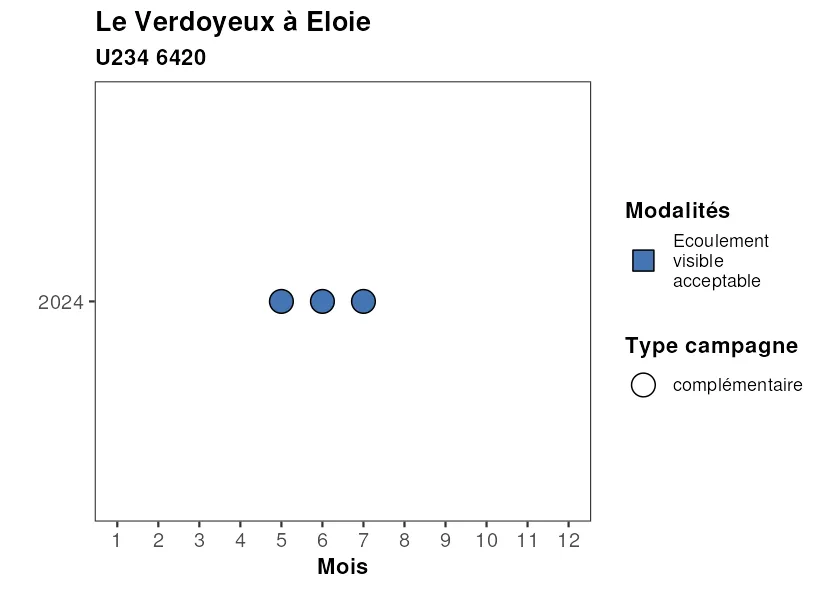 Le Verdoyeux à Eloie
U234 6420
Modalités
Ecoulement
visible
acceptable
2024
Type campagne
complémentaire
1 2 3 4 5 6 7 8 9 10 11 12
Mois